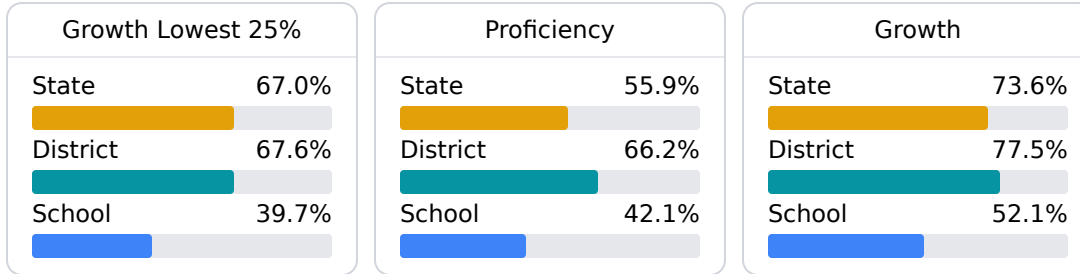 Growth Lowest 25%
State 67.0%
District 67.6%
School 39.7%
Proficiency
State 55.9%
District 66.2%
School 42.1%
Growth
State 73.6%
District 77.5%
School 52.1%